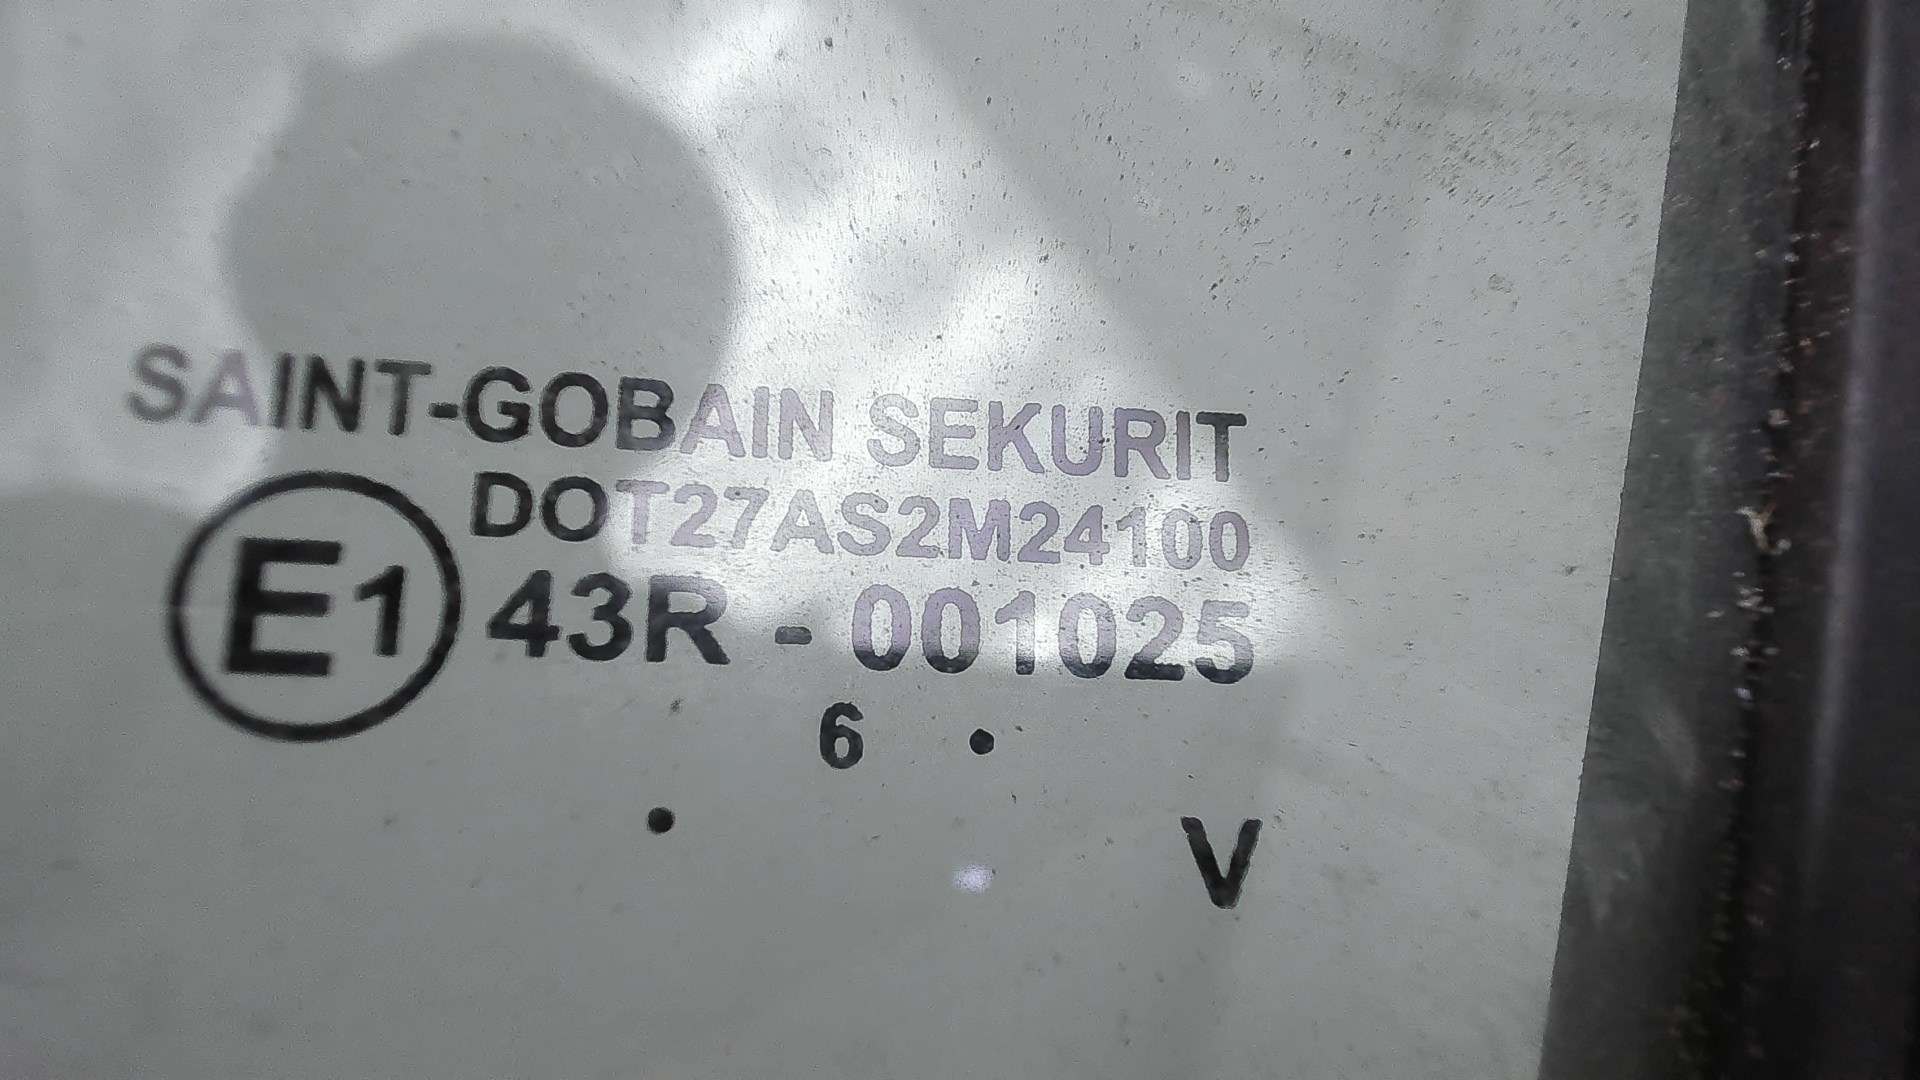 SAINT-GOBAIN SEKURIT
DOT27AS2M24100
E1 43R - 001025
6 •
• V